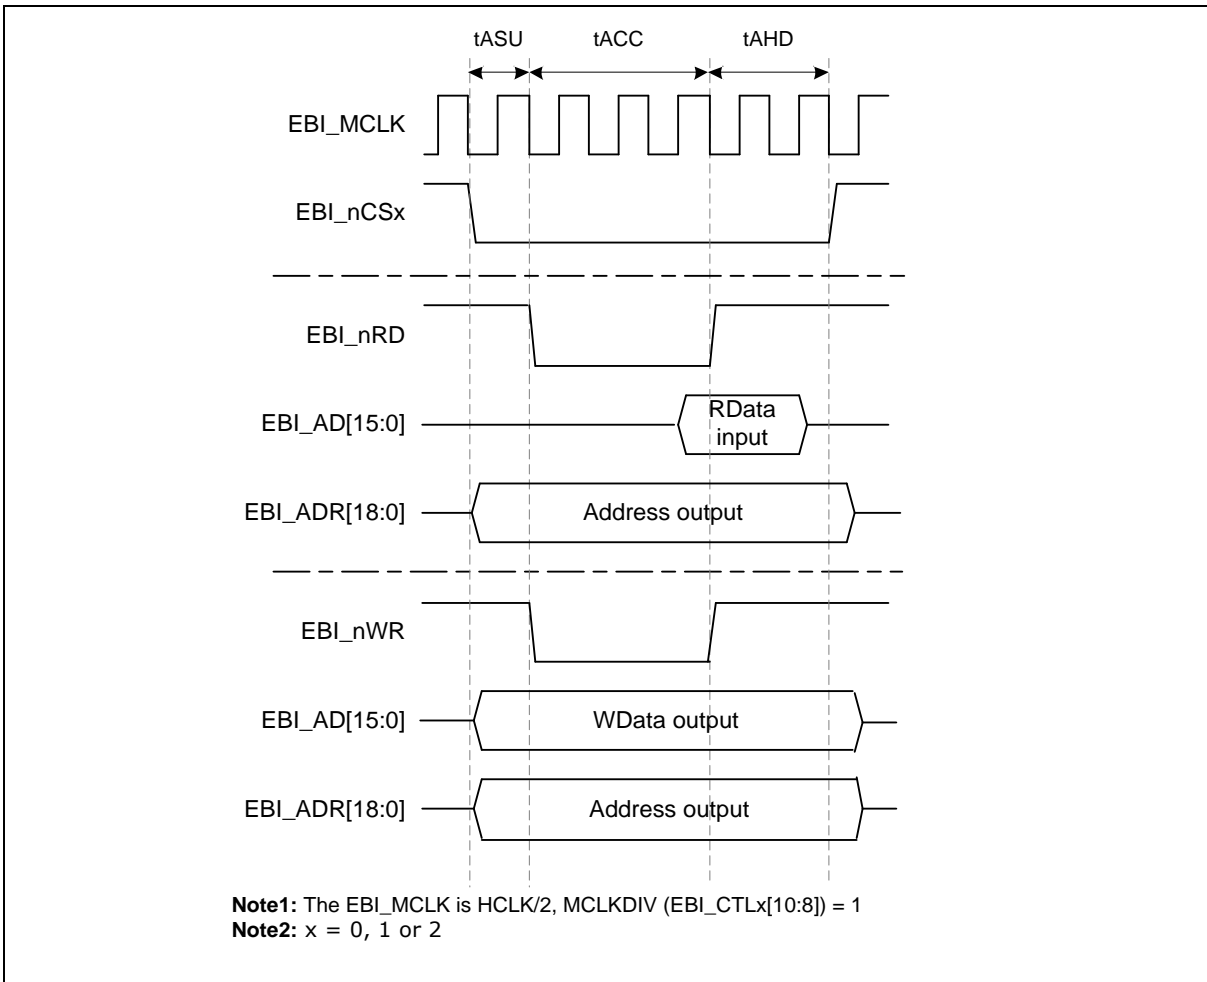 tASU tACC tAHD
EBI_MCLK
EBI_nCSx
EBI_nRD
EBI_AD[15:0]
RData
input
EBI_ADR[18:0] Address output
EBI_nWR
EBI_AD[15:0] WData output
EBI_ADR[18:0] Address output
Note1: The EBI_MCLK is HCLK/2, MCLKDIV (EBI_CTLx[10:8]) = 1
Note2: x = 0, 1 or 2